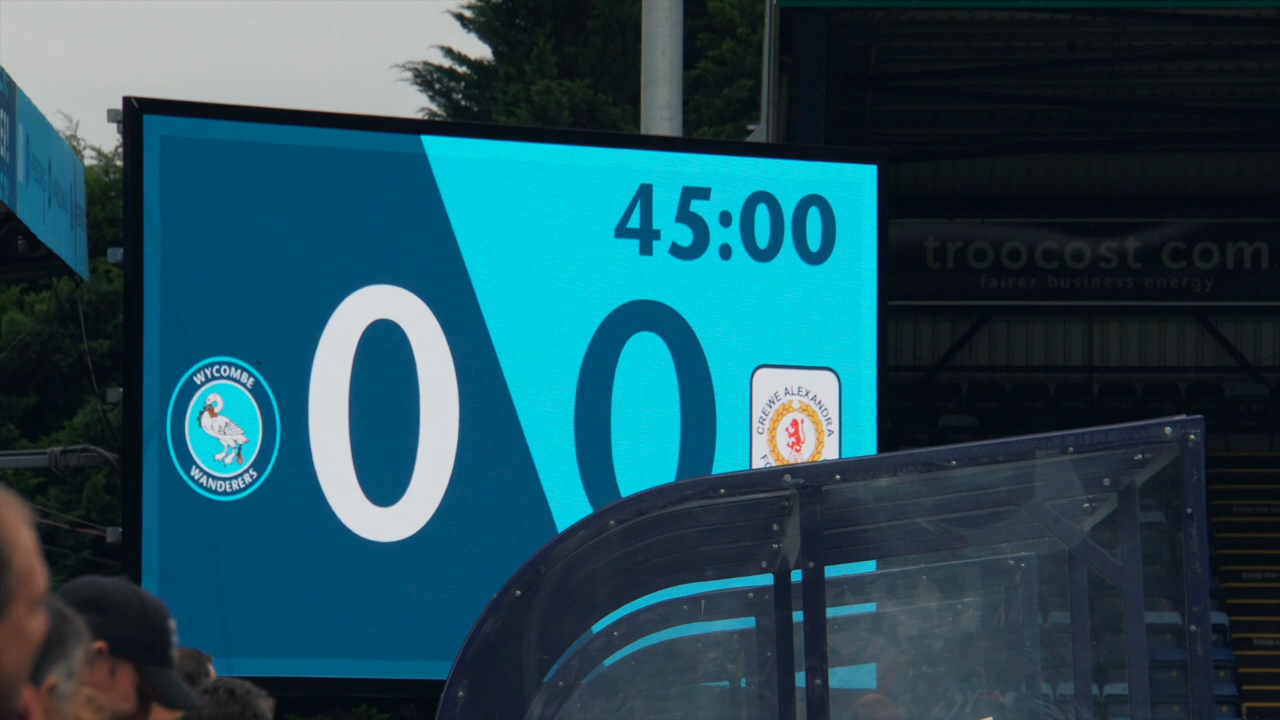 45:00
0 0
WYCOMBE
WANDERERS
CREWE ALEXANDRA
troocost com
fairer business energy